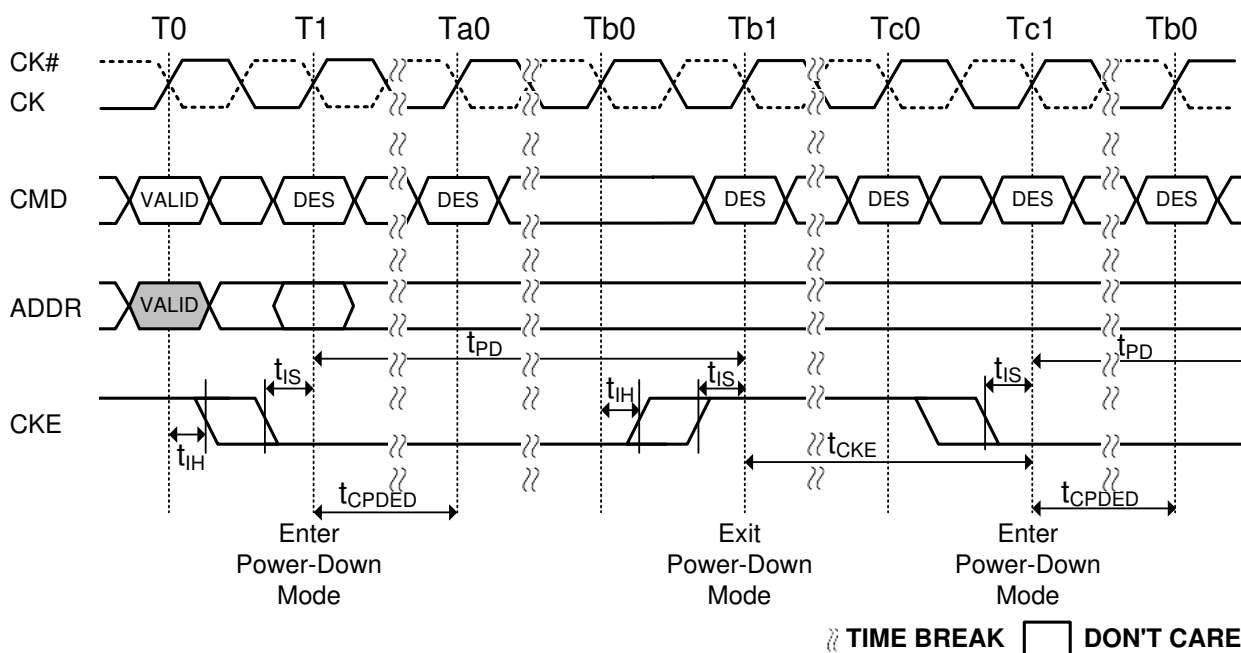 T0 T1 Ta0 Tb0 Tb1 Tc0 Tc1 Tb0
CK#
CK
CMD VALID DES DES DES DES DES DES
ADDR VALID
tPD tPD
tIS tIH tIS tIS
CKE
tIH tCKE
tCPDED tCPDED
Enter
Power-Down
Mode
Exit
Power-Down
Mode
Enter
Power-Down
Mode
TIME BREAK DON'T CARE